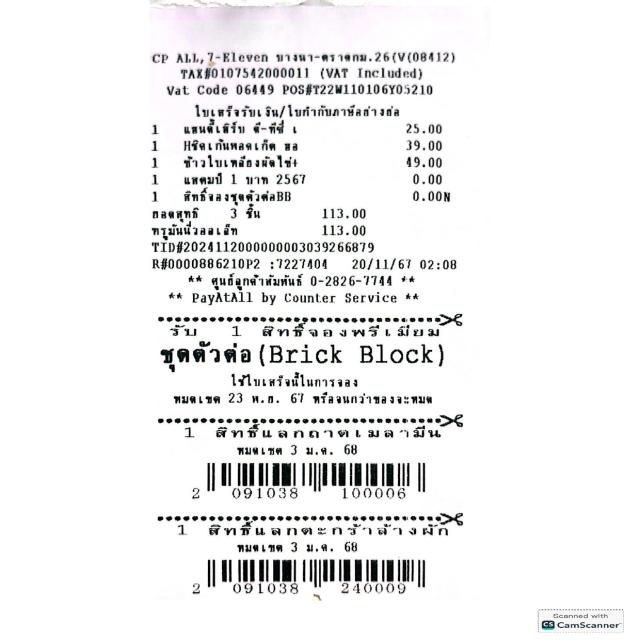 CP ALL,7-Eleven บางนา-ตราดกม.26(V(08412)
TAX#0107542000011 (VAT Included)
Vat Code 06449 POS#T22W110106Y05210
ใบเสร็จรับเงิน/ใบกำกับภาษีอย่างย่อ
1 แฮนดี้เฮิร์บ ดี-ทีซี่ เ 25.00
1 Hซิตเก้นพอตเก็ต ฮอ 39.00
1 ข้าวใบเหลียงผัดไข่+ 49.00
1 แสตมป์ 1 บาท 2567 0.00
1 สิทธิ์จองชุดตัวต่อBB 0.00N
ยอดสุทธิ 3 ชิ้น 113.00
ทรูมันนี่วอลเล็ท 113.00
TID#2024112000000003039266879
R#0000886210P2 :7227404 20/11/67 02:08
** ศูนย์ลูกค้าสัมพันธ์ 0-2826-7744 **
** PayAtAll by Counter Service **
รับ 1 สิทธิ์จองพรีเมียม
ชุดตัวต่อ(Brick Block)
ใช้ใบเสร็จนี้ในการจอง
หมดเขต 23 พ.ย. 67 หรือจนกว่าของจะหมด
1 สิทธิ์แลกถาดเมลามีน
หมดเขต 3 ม.ค. 68
2 091038 100006
1 สิทธิ์แลกตะกร้าล้างผัก
หมดเขต 3 ม.ค. 68
2 091038 240009
Scanned with
CS CamScanner